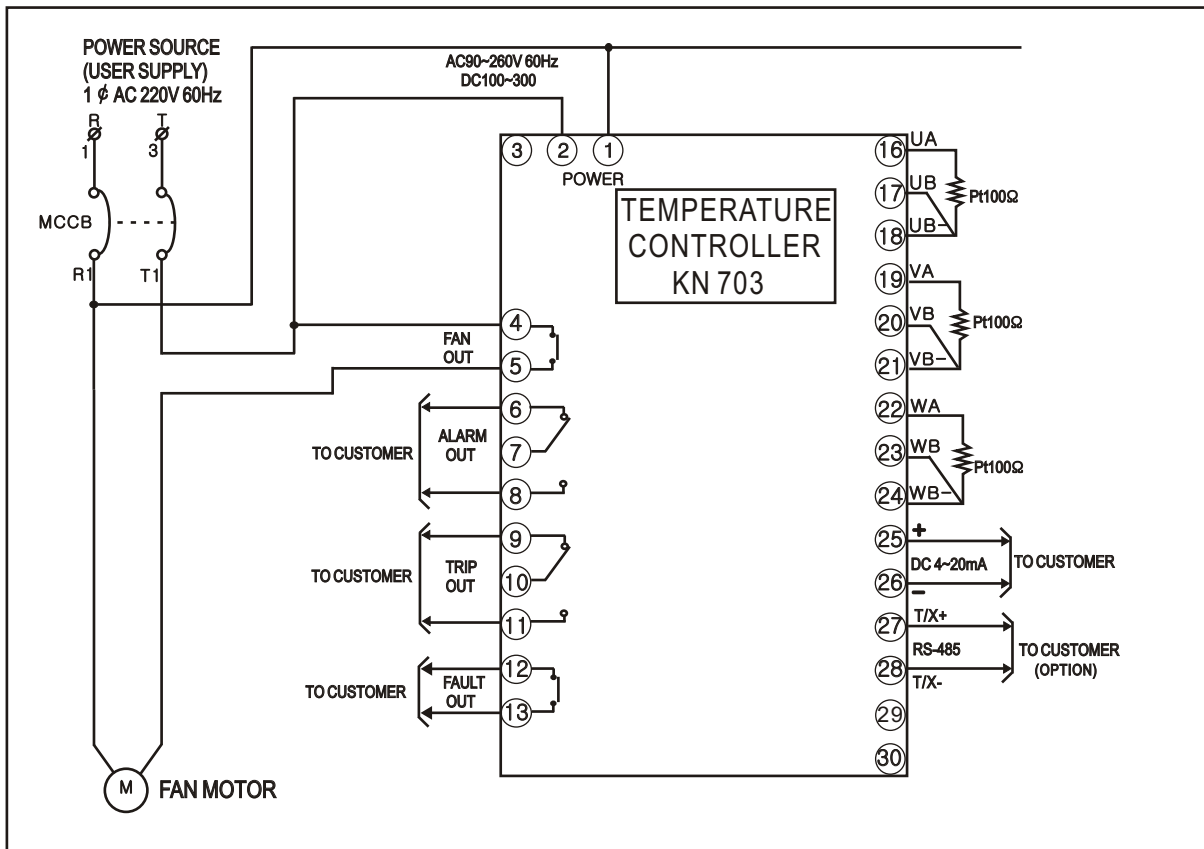 POWER SOURCE
(USER SUPPLY)
1 ¢ AC 220V 60Hz
R T
1 3
MCCB
R1 T1
AC90~260V 60Hz
DC100~300
3 2 1
POWER
TEMPERATURE
CONTROLLER
KN 703
4
FAN
OUT
5
6
ALARM
OUT
7
8
TO CUSTOMER
9
TRIP
OUT
10
11
TO CUSTOMER
12
FAULT
OUT
13
TO CUSTOMER
M FAN MOTOR
16 UA
17 UB
18 UB-
Pt100Ω
19 VA
20 VB
21 VB-
Pt100Ω
22 WA
23 WB
24 WB-
Pt100Ω
25 +
DC 4~20mA
26 -
TO CUSTOMER
27 T/X+
RS-485
28 T/X-
TO CUSTOMER
(OPTION)
29
30